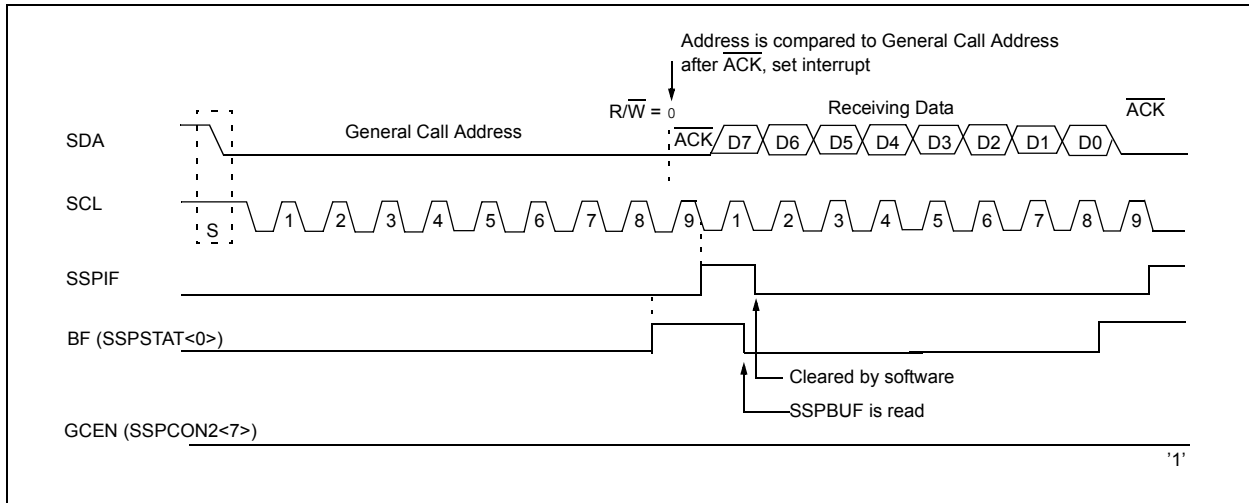 Address is compared to General Call Address
after ACK, set interrupt
R/W = 0
Receiving Data
ACK
SDA
General Call Address
ACK D7 D6 D5 D4 D3 D2 D1 D0
SCL
S
1 2 3 4 5 6 7 8 9 1 2 3 4 5 6 7 8 9
SSPIF
BF (SSPSTAT<0>)
Cleared by software
SSPBUF is read
GCEN (SSPCON2<7>)
'1'